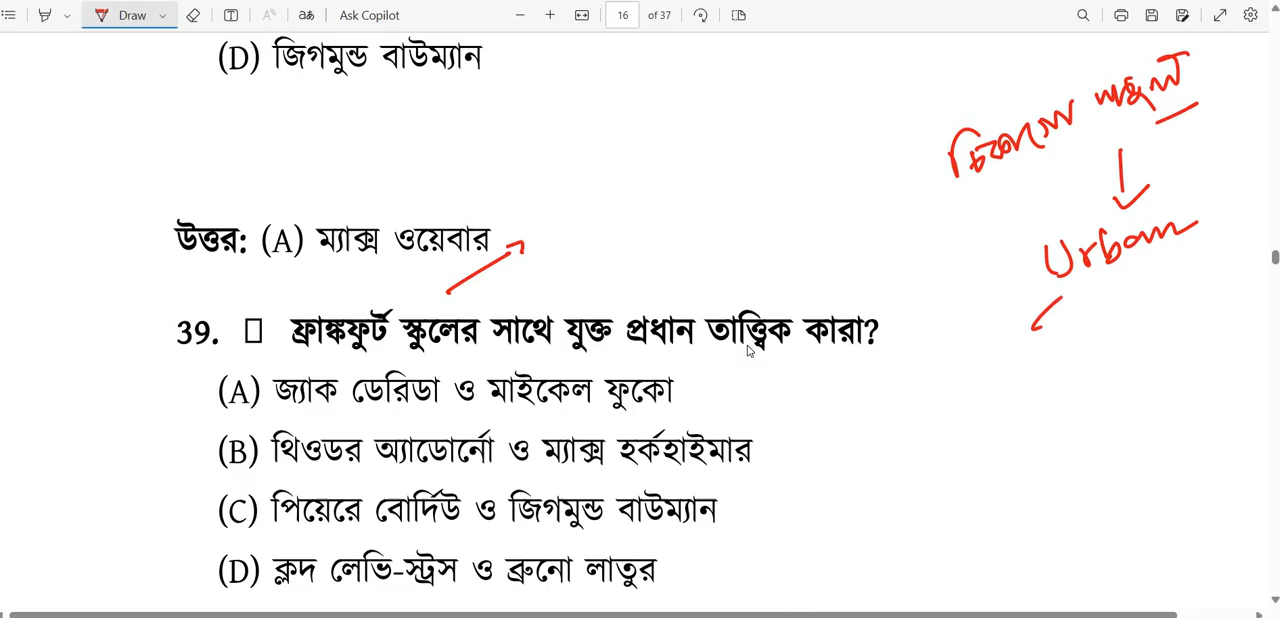 Draw
Ask Copilot
16 of 37
(D) জিগমুন্ড বাউম্যান
চিকাগো স্কুল
Urban
উত্তর: (A) ম্যাক্স ওয়েবার
39. ফ্রাঙ্কফুর্ট স্কুলের সাথে যুক্ত প্রধান তাত্ত্বিক কারা?
(A) জ্যাক ডেরিডা ও মাইকেল ফুকো
(B) থিওডর অ্যাডোর্নো ও ম্যাক্স হর্কহাইমার
(C) পিয়েরে বোর্দিউ ও জিগমুন্ড বাউম্যান
(D) ক্লদ লেভি-স্ট্রস ও ব্রুনো লাতুর